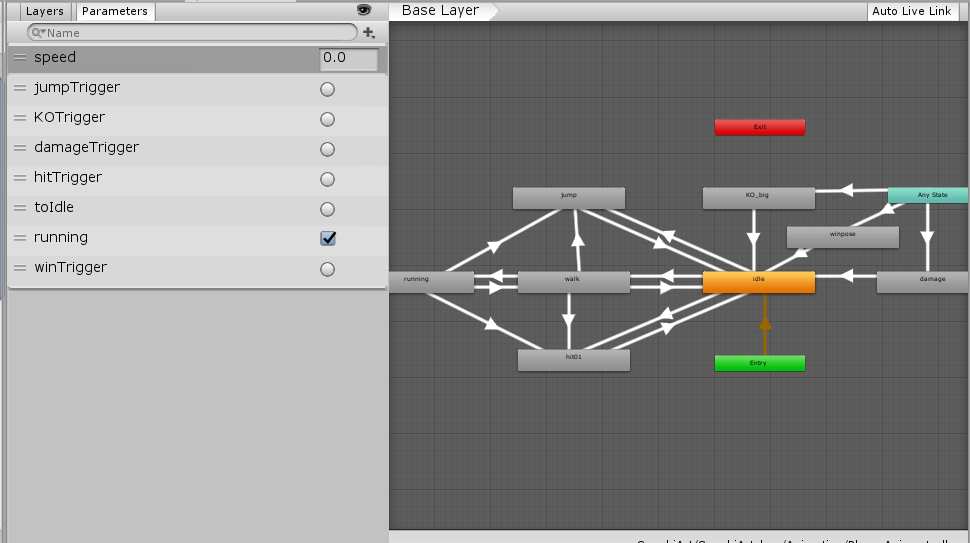 Layers Parameters
Base Layer
Auto Live Link
Name
speed 0.0
jumpTrigger
KOTrigger
damageTrigger
hitTrigger
toIdle
running
winTrigger
Exit
jump
KO_big
Any State
winpose
running
walk
idle
damage
hit01
Entry